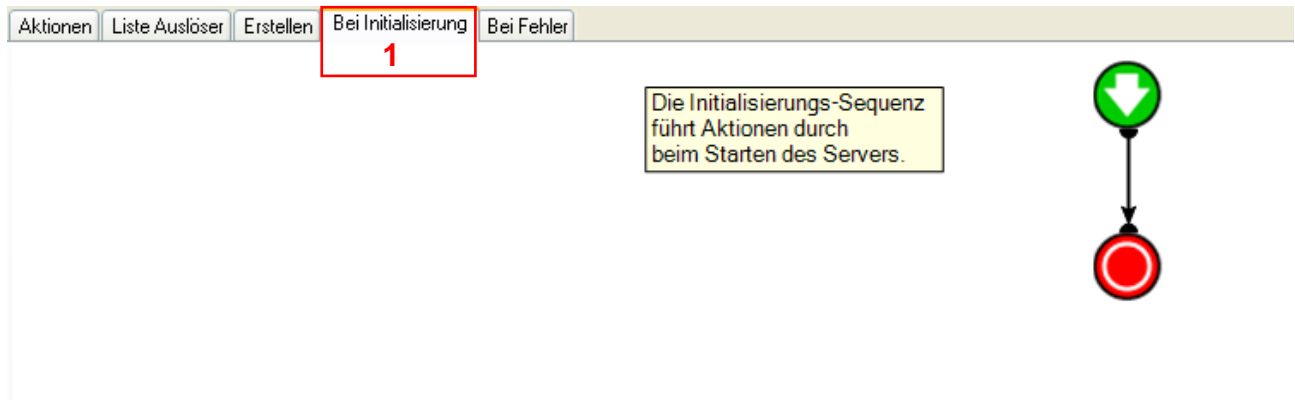 Aktionen Liste Auslöser Erstellen Bei Initialisierung Bei Fehler
1
Die Initialisierungs-Sequenz
führt Aktionen durch
beim Starten des Servers.